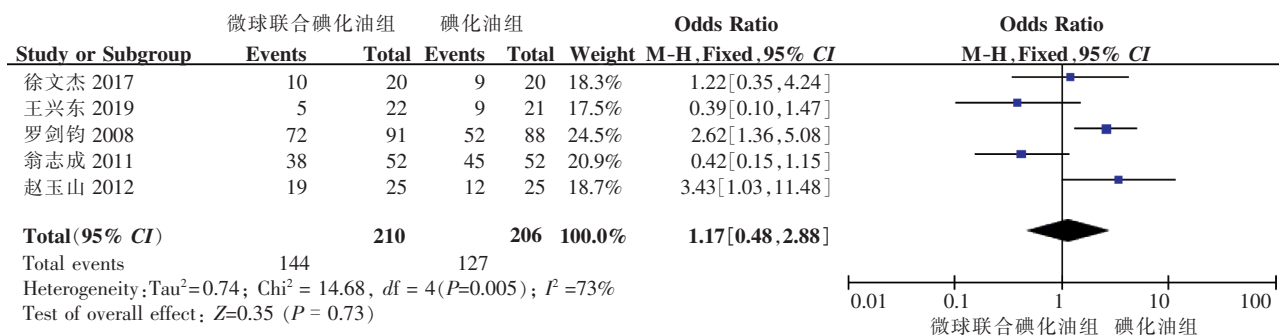 微球联合碘化油组 碘化油组 Odds Ratio Odds Ratio
Study or Subgroup Events Total Events Total Weight M-H,Fixed,95% CI M-H,Fixed,95% CI
徐文杰 2017 10 20 9 20 18.3% 1.22[0.35,4.24]
王兴东 2019 5 22 9 21 17.5% 0.39[0.10,1.47]
罗剑钧 2008 72 91 52 88 24.5% 2.62[1.36,5.08]
翁志成 2011 38 52 45 52 20.9% 0.42[0.15,1.15]
赵玉山 2012 19 25 12 25 18.7% 3.43[1.03,11.48]
Total(95% CI) 210 206 100.0% 1.17[0.48,2.88]
Total events 144 127
Heterogeneity:Tau²=0.74; Chi² = 14.68, df = 4(P=0.005); I² =73%
Test of overall effect: Z=0.35 (P = 0.73)
0.01 0.1 1 10 100
微球联合碘化油组 碘化油组